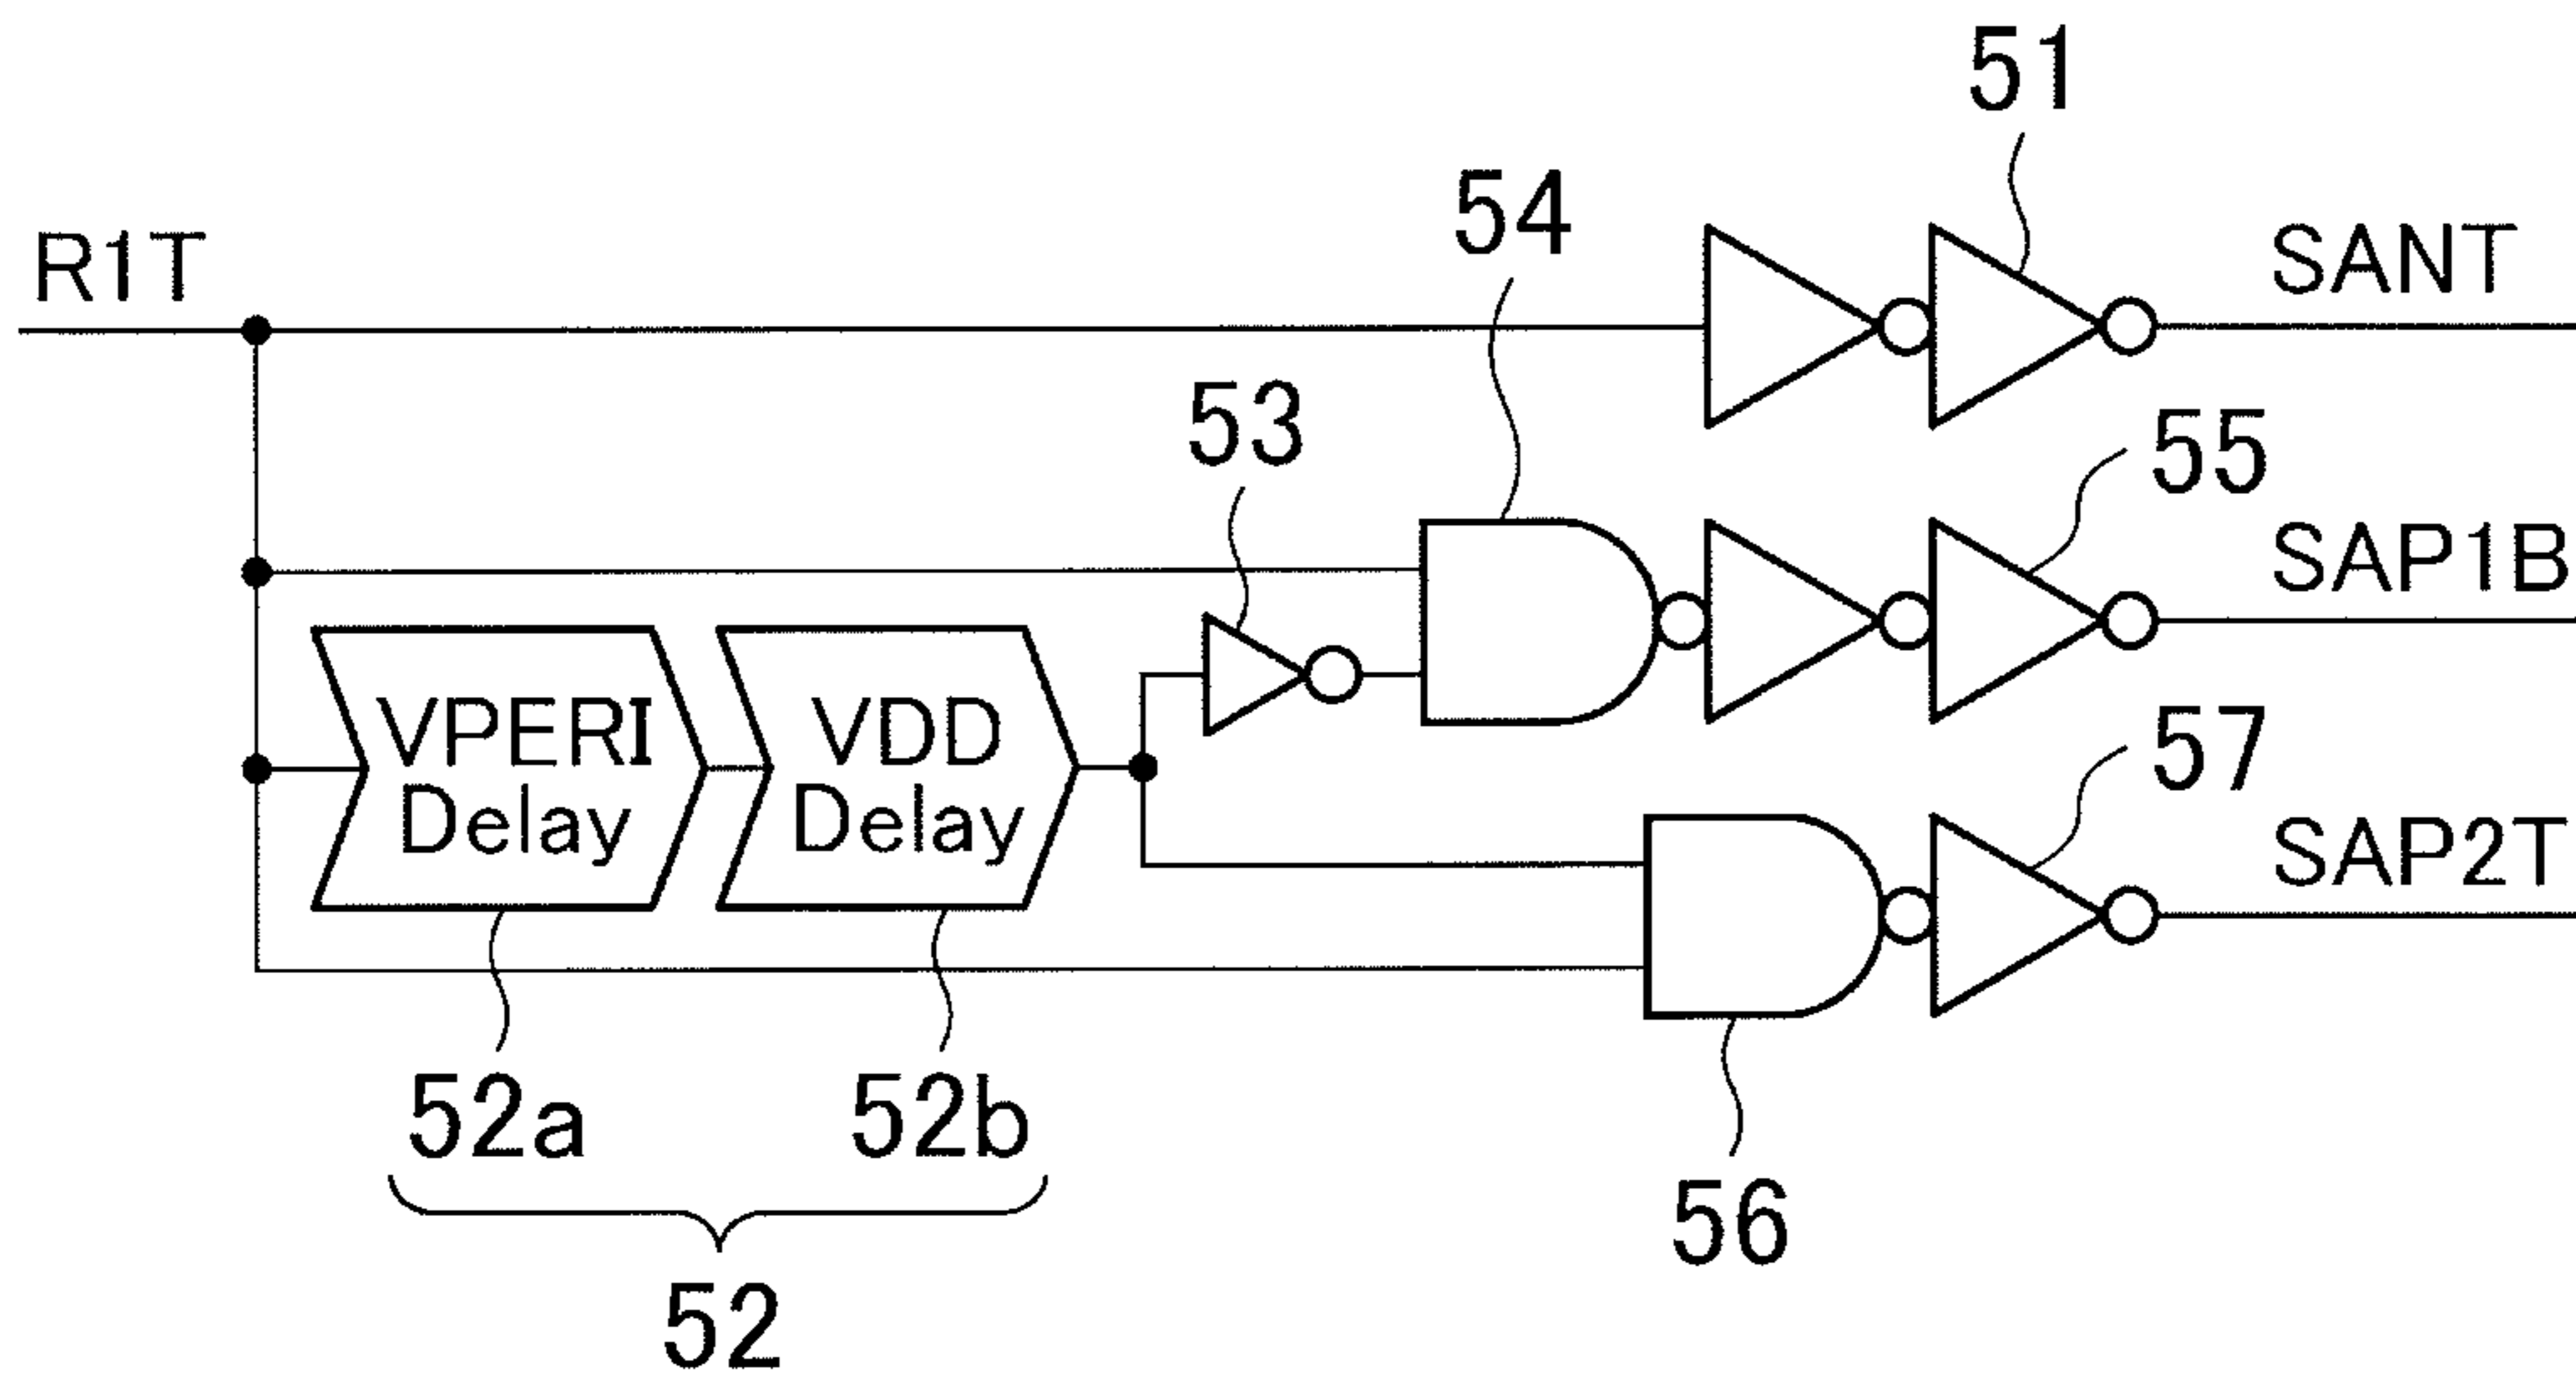 51
54
R1T
SANT
53
55
SAP1B
VPERI
Delay
VDD
Delay
57
SAP2T
52a
52b
56
52